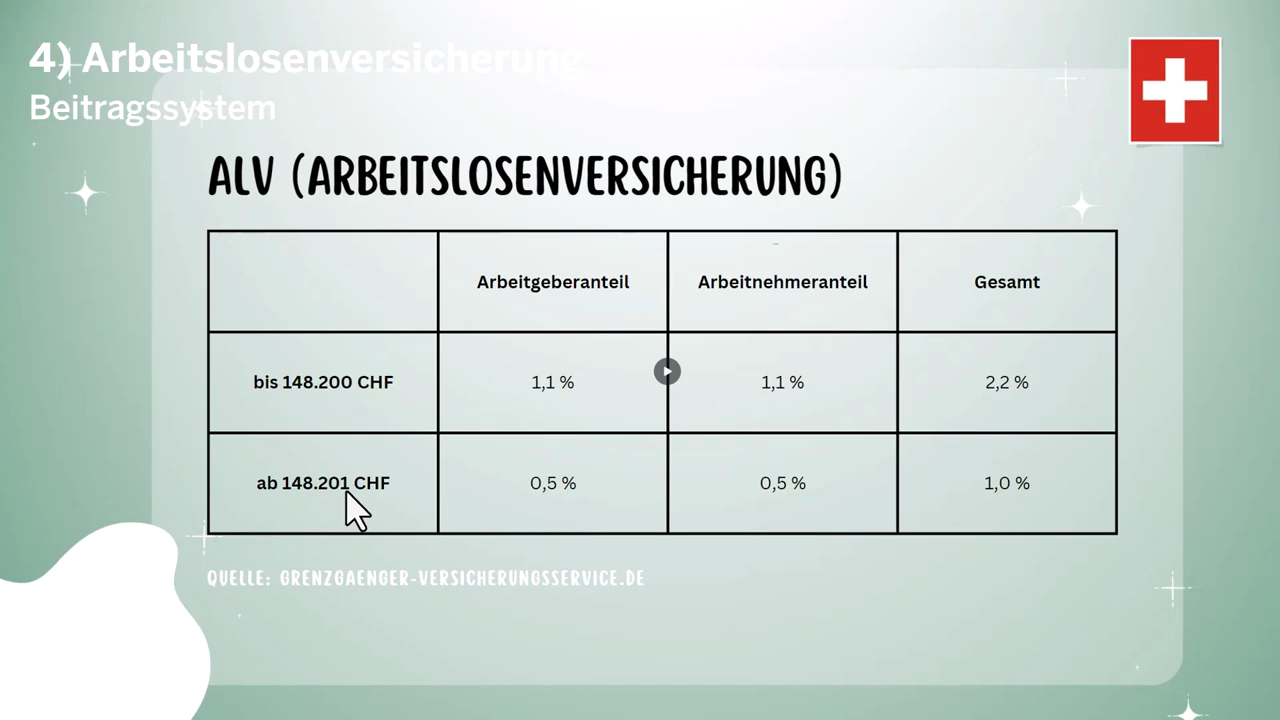 4) Arbeitslosenversicherung
Beitragssystem
ALV (ARBEITSLOSENVERSICHERUNG)
Arbeitgeberanteil Arbeitnehmeranteil Gesamt
bis 148.200 CHF 1,1 % 1,1 % 2,2 %
ab 148.201 CHF 0,5 % 0,5 % 1,0 %
QUELLE: GRENZGAENGER-VERSICHERUNGSSERVICE.DE